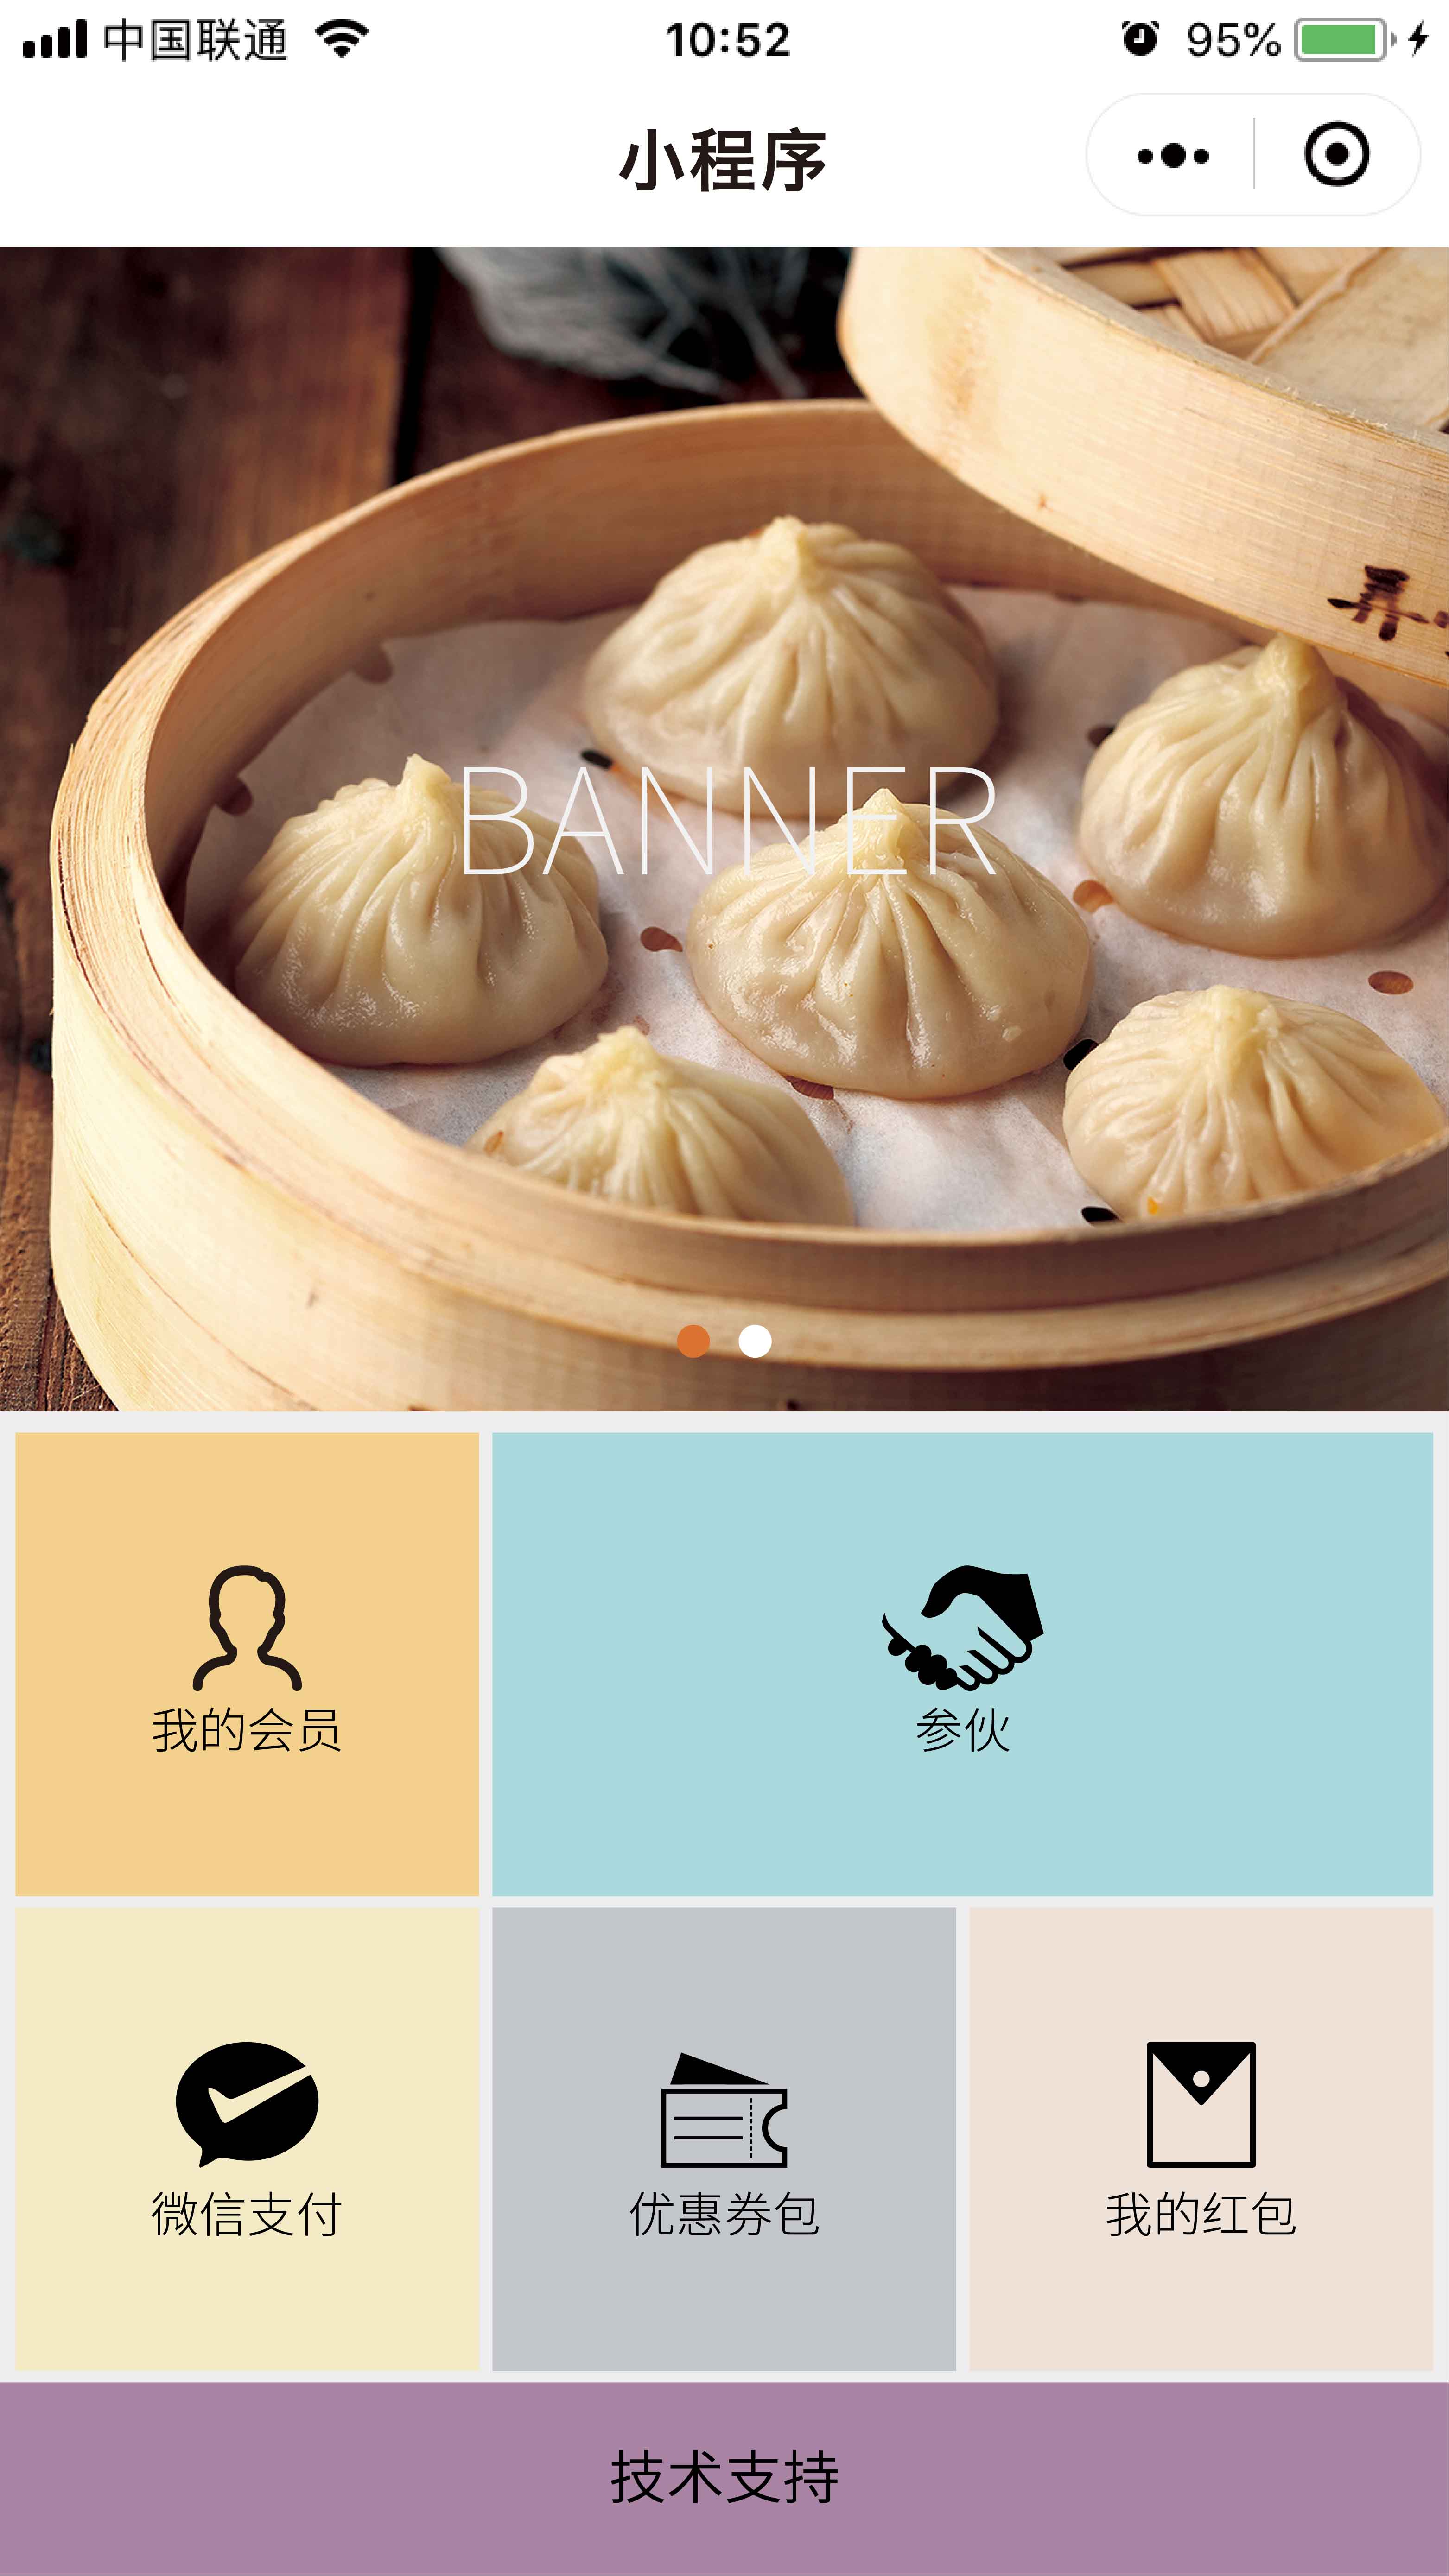 中国联通
10:52
95%
小程序
BANNER
我的会员
参伙
微信支付
优惠券包
我的红包
技术支持